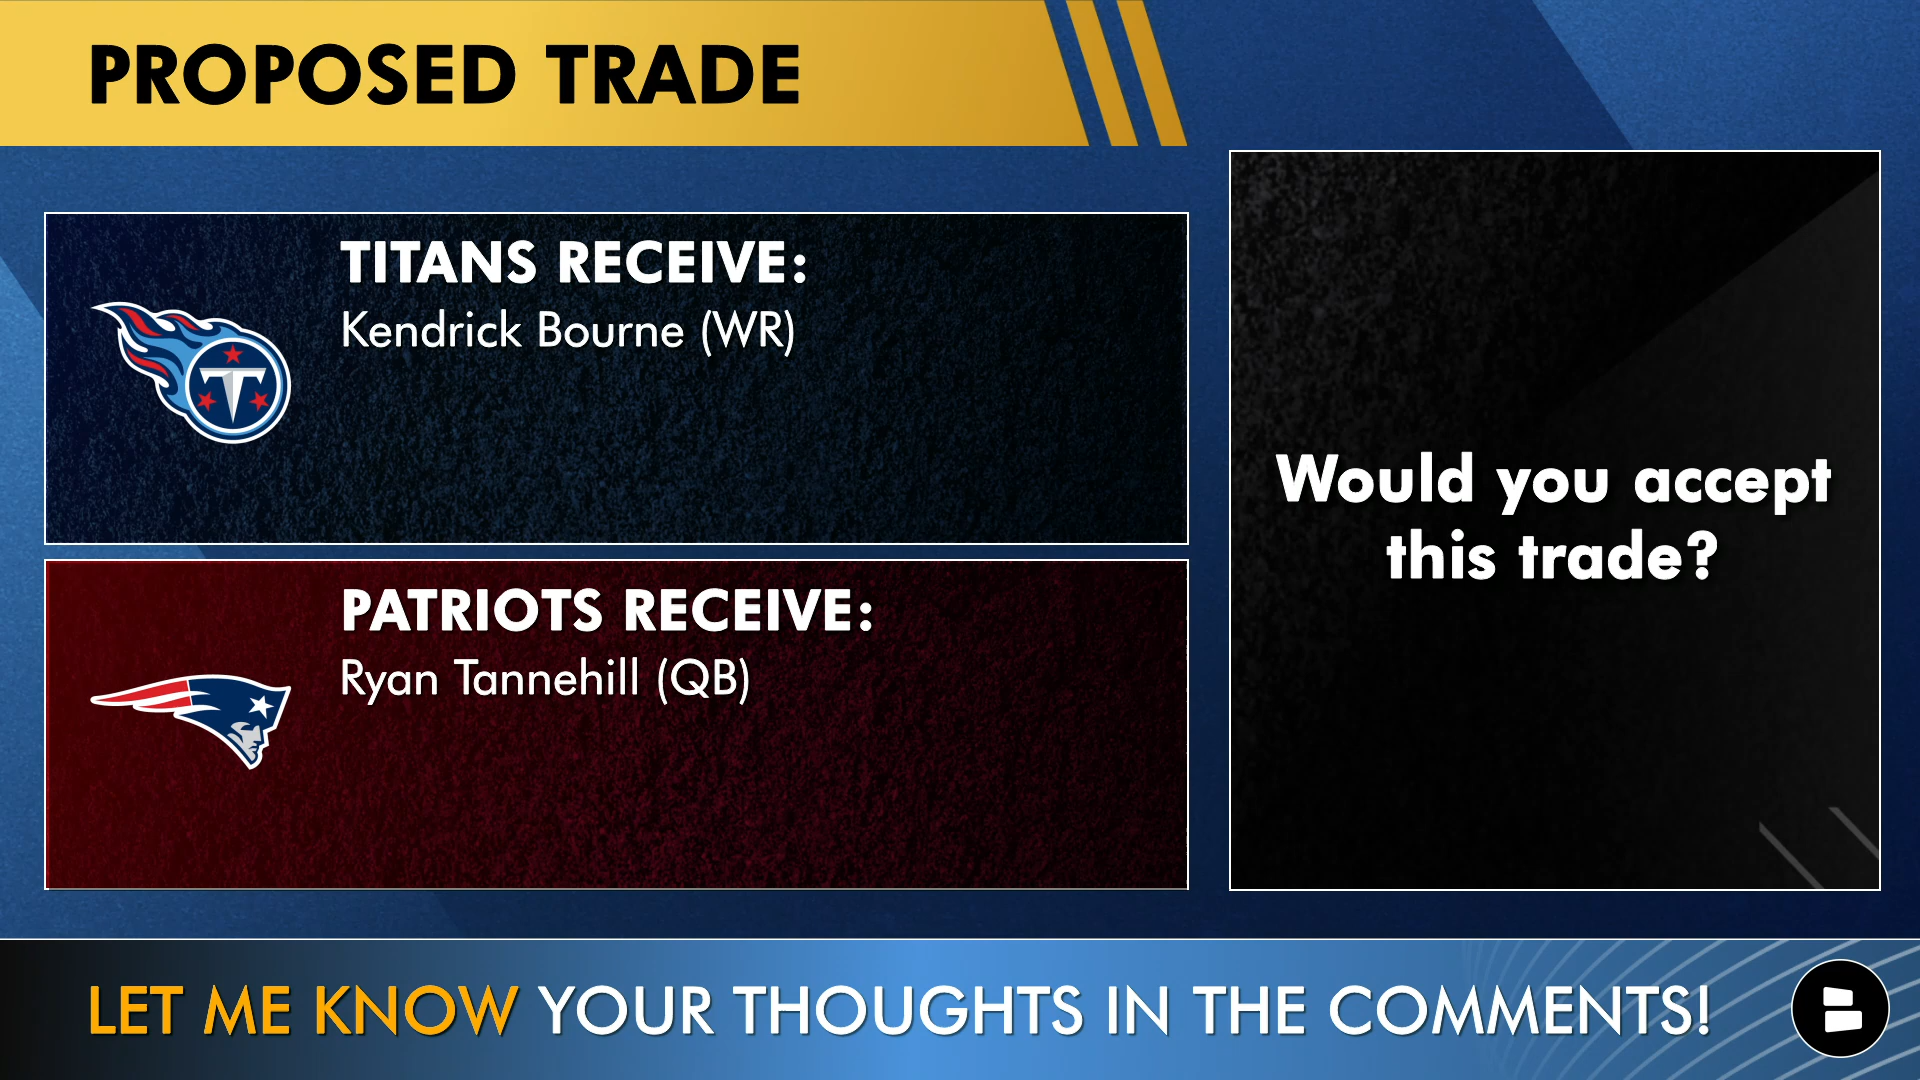 PROPOSED TRADE
TITANS RECEIVE:
Kendrick Bourne (WR)
PATRIOTS RECEIVE:
Ryan Tannehill (QB)
Would you accept
this trade?
LET ME KNOW YOUR THOUGHTS IN THE COMMENTS!